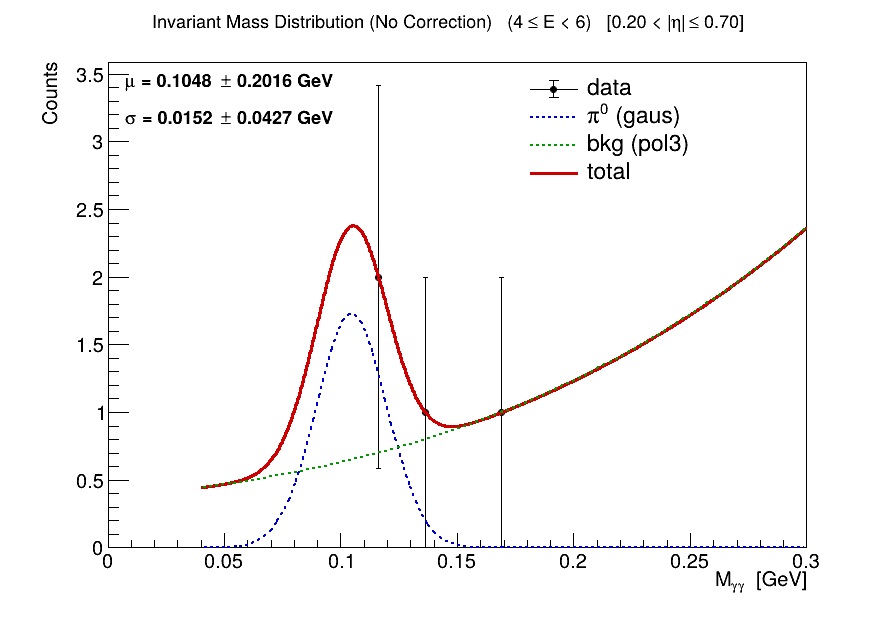 Invariant Mass Distribution (No Correction) (4 ≤ E < 6) [0.20 < |η| ≤ 0.70]
Counts
μ = 0.1048 ± 0.2016 GeV
σ = 0.0152 ± 0.0427 GeV
data
π⁰ (gaus)
bkg (pol3)
total
3.5
3
2.5
2
1.5
1
0.5
0
0 0.05 0.1 0.15 0.2 0.25 0.3
Mγγ [GeV]